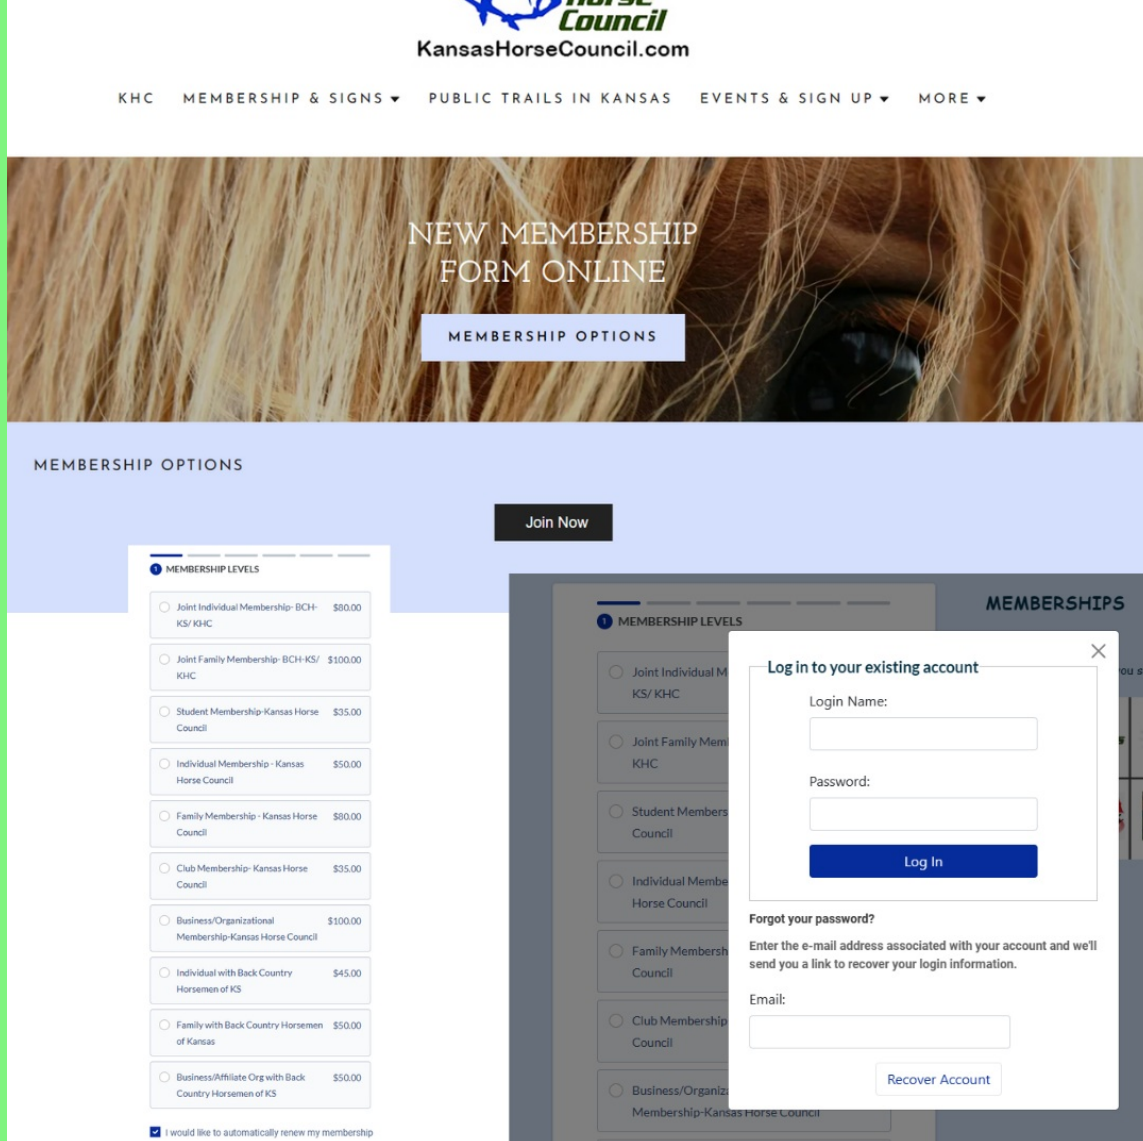 Horse
Council
KansasHorseCouncil.com
KHC MEMBERSHIP & SIGNS PUBLIC TRAILS IN KANSAS EVENTS & SIGN UP MORE
NEW MEMBERSHIP
FORM ONLINE
MEMBERSHIP OPTIONS
MEMBERSHIP OPTIONS
Join Now
1 MEMBERSHIP LEVELS
Joint Individual Membership- BCH- $80.00
KS/ KHC
Joint Family Membership- BCH-KS/ $100.00
KHC
Student Membership-Kansas Horse $35.00
Council
Individual Membership - Kansas $50.00
Horse Council
Family Membership - Kansas Horse $80.00
Council
Club Membership- Kansas Horse $35.00
Council
Business/Organizational $100.00
Membership-Kansas Horse Council
Individual with Back Country $45.00
Horsemen of KS
Family with Back Country Horsemen $50.00
of Kansas
Business/Affiliate Org with Back $50.00
Country Horsemen of KS
I would like to automatically renew my membership
MEMBERSHIPS
1 MEMBERSHIP LEVELS
Joint Individual M
KS/ KHC
Joint Family Mem
KHC
Student Members
Council
Individual Membe
Horse Council
Family Membersh
Council
Club Membership
Council
Business/Organiz
Membership-Kansas Horse Council
Log in to your existing account
Login Name:
Password:
Log In
Forgot your password?
Enter the e-mail address associated with your account and we'll
send you a link to recover your login information.
Email:
Recover Account